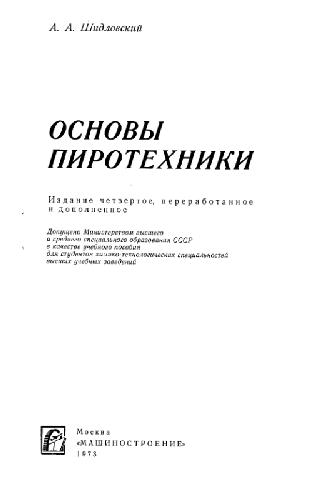 А. А. Шидловский
ОСНОВЫ
ПИРОТЕХНИКИ
Издание четвертое, переработанное
и дополненное
Допущено Министерством высшего
и среднего специального образования СССР
в качестве учебного пособия
для студентов химико-технологических специальностей
высших учебных заведений
Москва
«МАШИНОСТРОЕНИЕ»
1973